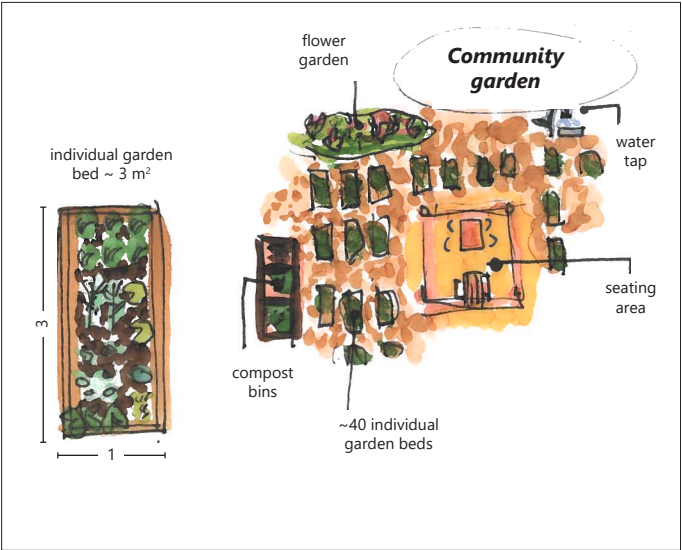 Community
garden
flower
garden
water
tap
individual garden
bed ~ 3 m²
3
1
seating
area
compost
bins
~40 individual
garden beds